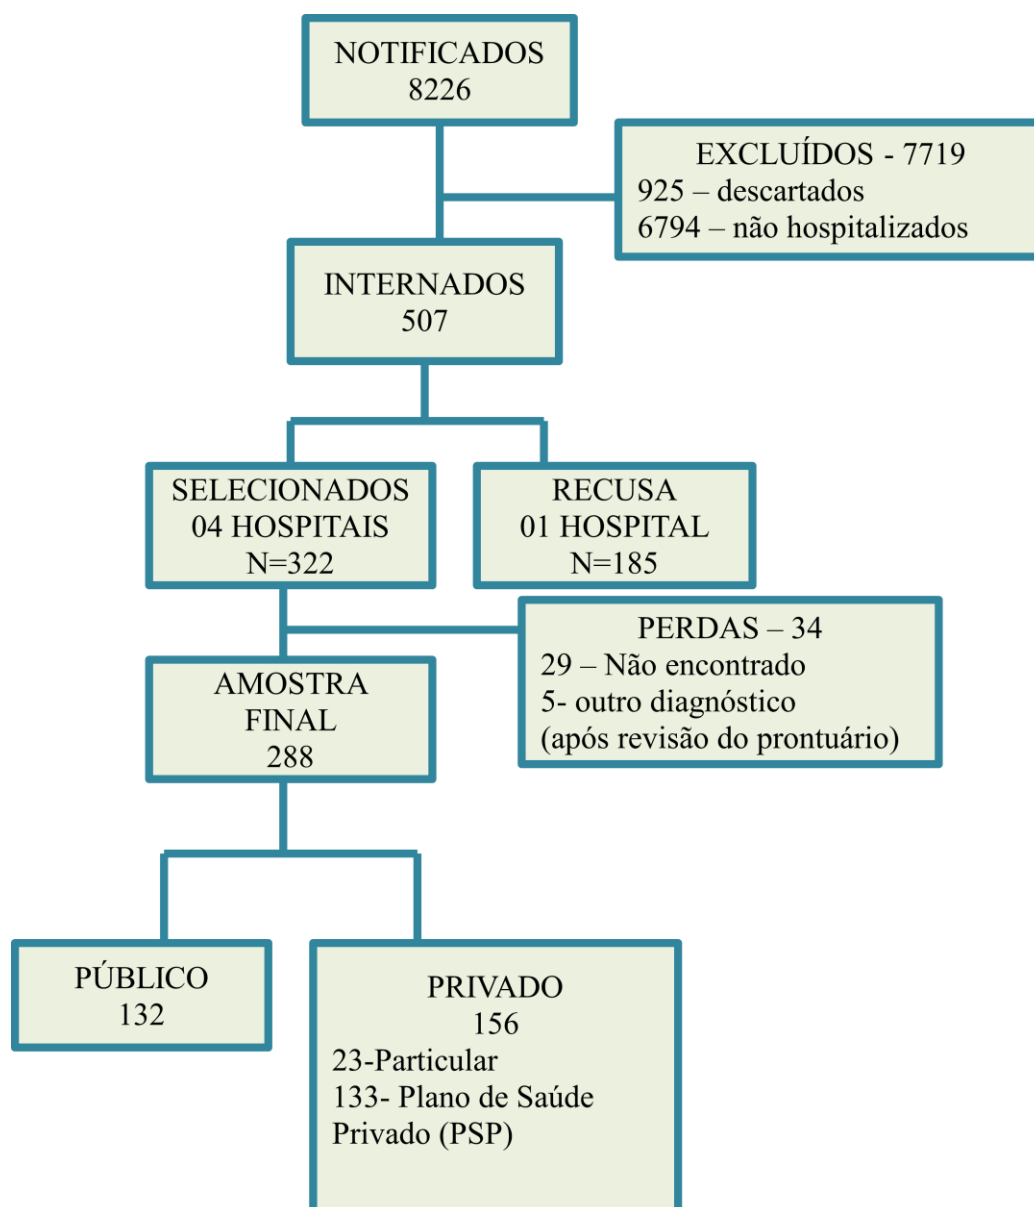 NOTIFICADOS
8226
EXCLUÍDOS - 7719
925 – descartados
6794 – não hospitalizados
INTERNADOS
507
SELECIONADOS
04 HOSPITAIS
N=322
RECUSA
01 HOSPITAL
N=185
PERDAS – 34
29 – Não encontrado
5- outro diagnóstico
(após revisão do prontuário)
AMOSTRA
FINAL
288
PÚBLICO
132
PRIVADO
156
23-Particular
133- Plano de Saúde
Privado (PSP)